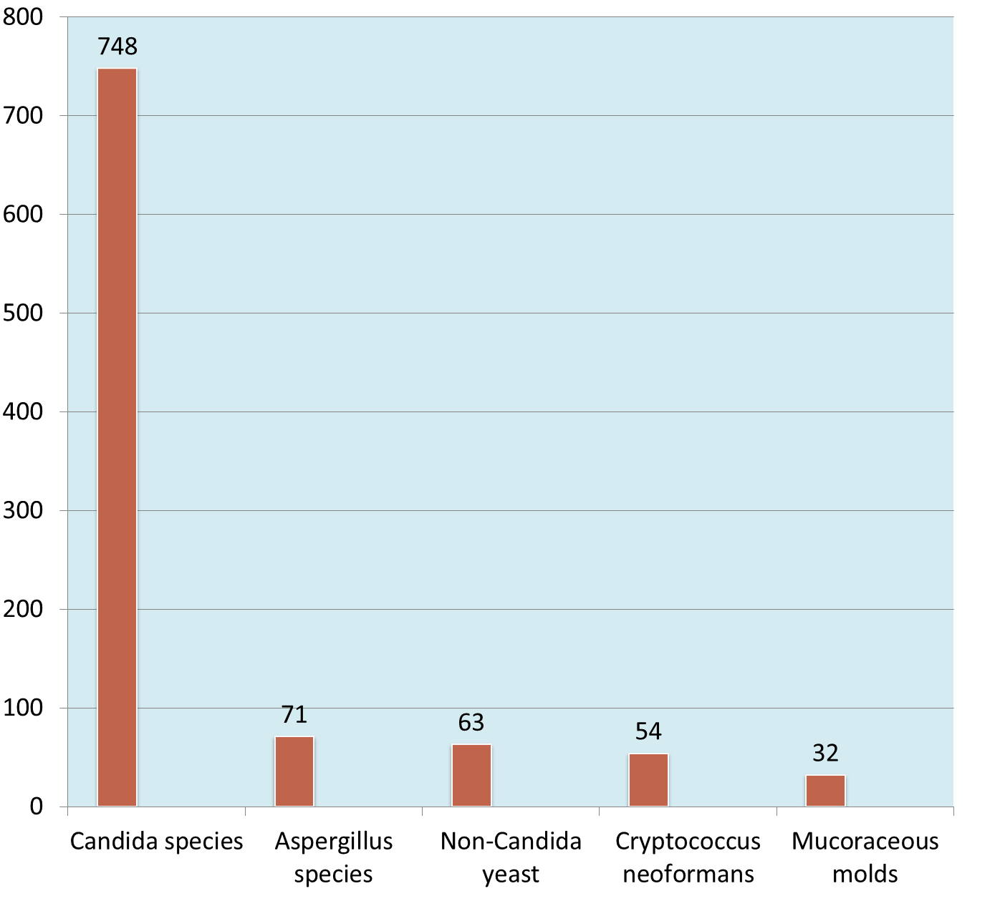 800
748
700
600
500
400
300
200
100
71
63
54
32
0
Candida species
Aspergillus
species
Non-Candida
yeast
Cryptococcus
neoformans
Mucoraceous
molds